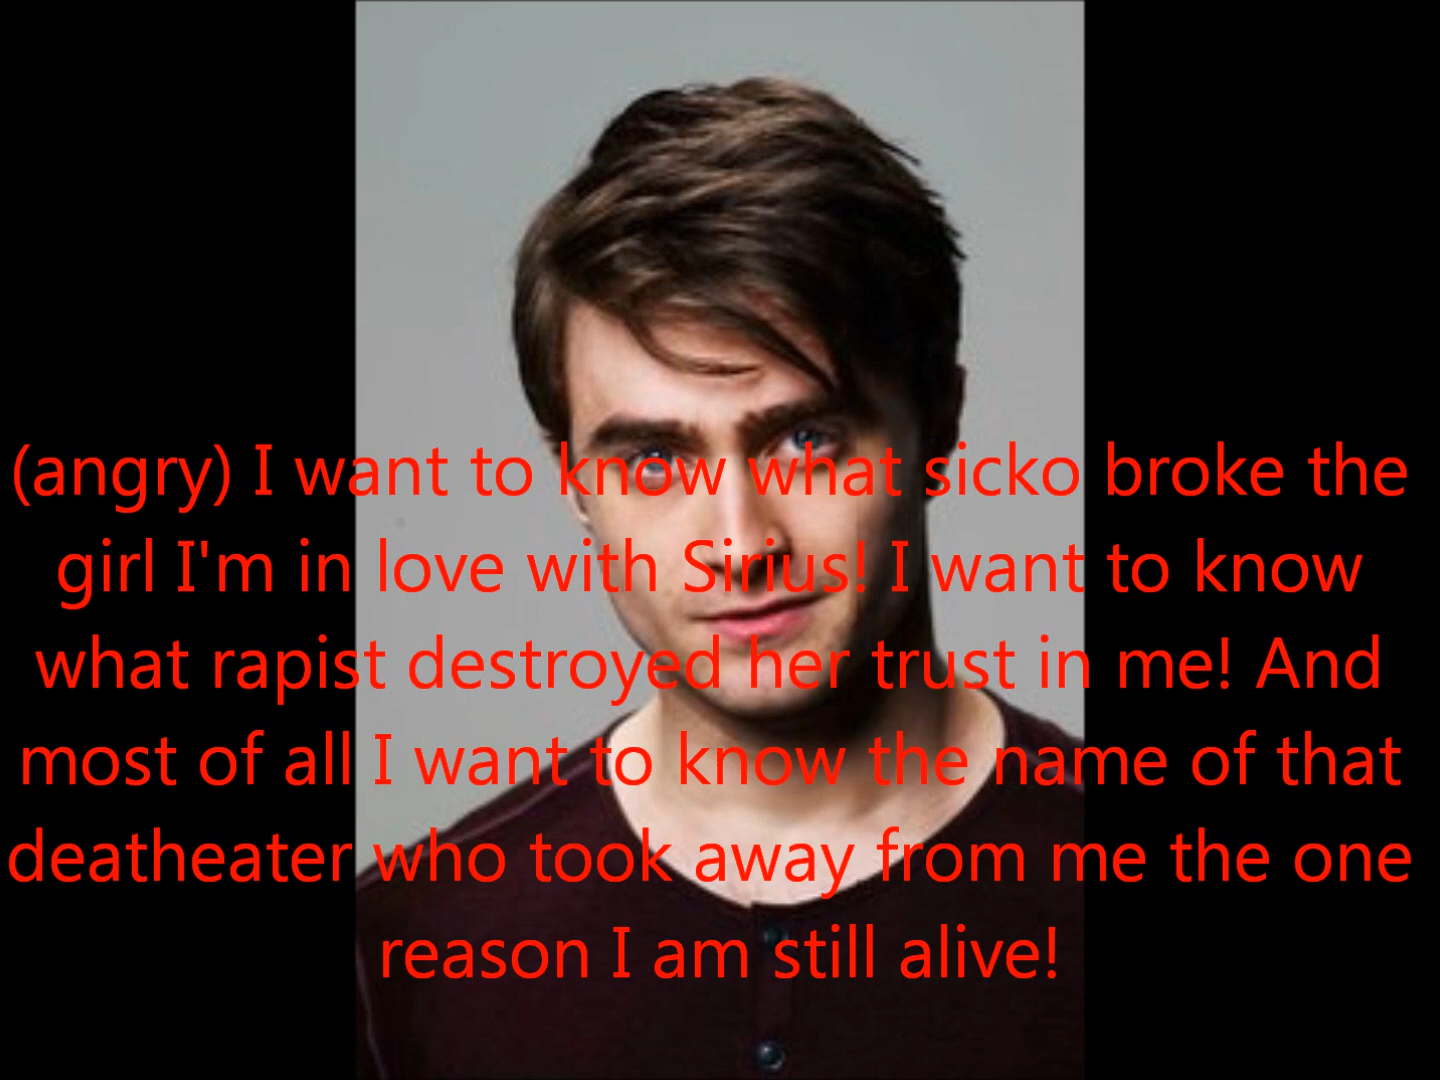 (angry) I want to know what sicko broke the
girl I'm in love with Sirius! I want to know
what rapist destroyed her trust in me! And
most of all I want to know the name of that
deatheater who took away from me the one
reason I am still alive!